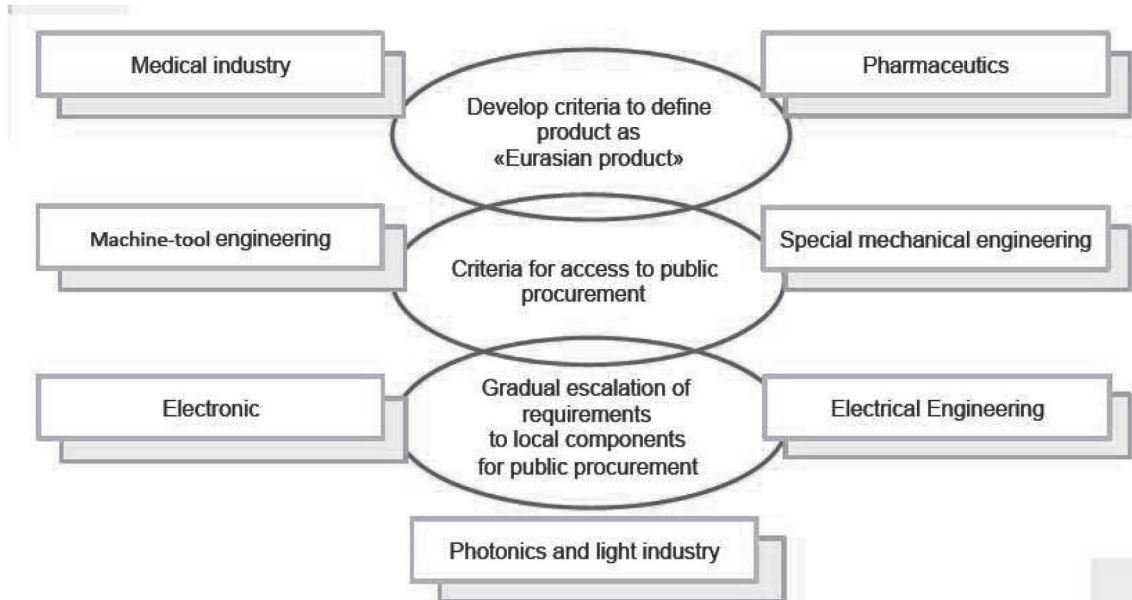 Medical industry
Pharmaceutics
Develop criteria to define
product as
«Eurasian product»
Machine-tool engineering
Special mechanical engineering
Criteria for access to public
procurement
Electronic
Electrical Engineering
Gradual escalation of
requirements
to local components
for public procurement
Photonics and light industry